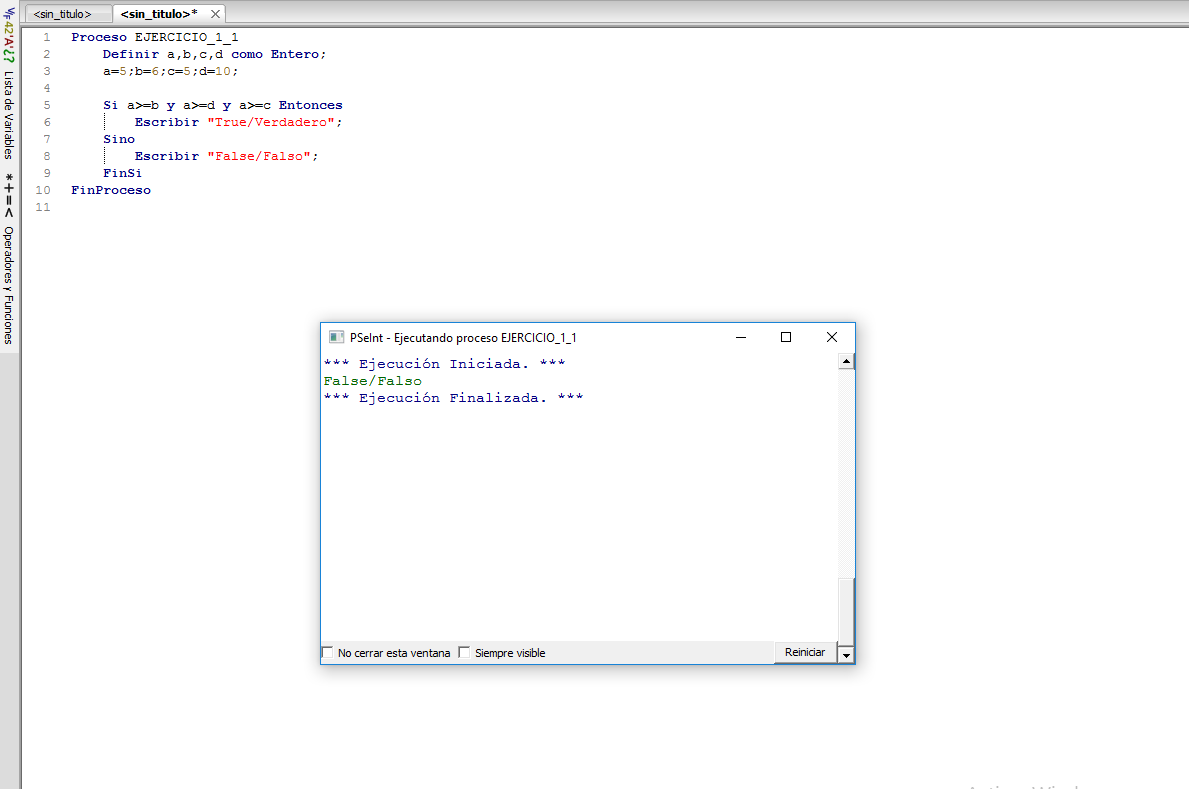 <sin_titulo> <sin_titulo>* 
42 'A' ¿?
Lista de Variables
*+=<
Operadores y Funciones
1 Proceso EJERCICIO_1_1
2 Definir a,b,c,d como Entero;
3 a=5;b=6;c=5;d=10;
4
5 Si a>=b y a>=d y a>=c Entonces
6 Escribir "True/Verdadero";
7 Sino
8 Escribir "False/Falso";
9 FinSi
10 FinProceso
11
PSeInt - Ejecutando proceso EJERCICIO_1_1
*** Ejecución Iniciada. ***
False/Falso
*** Ejecución Finalizada. ***
No cerrar esta ventana Siempre visible Reiniciar